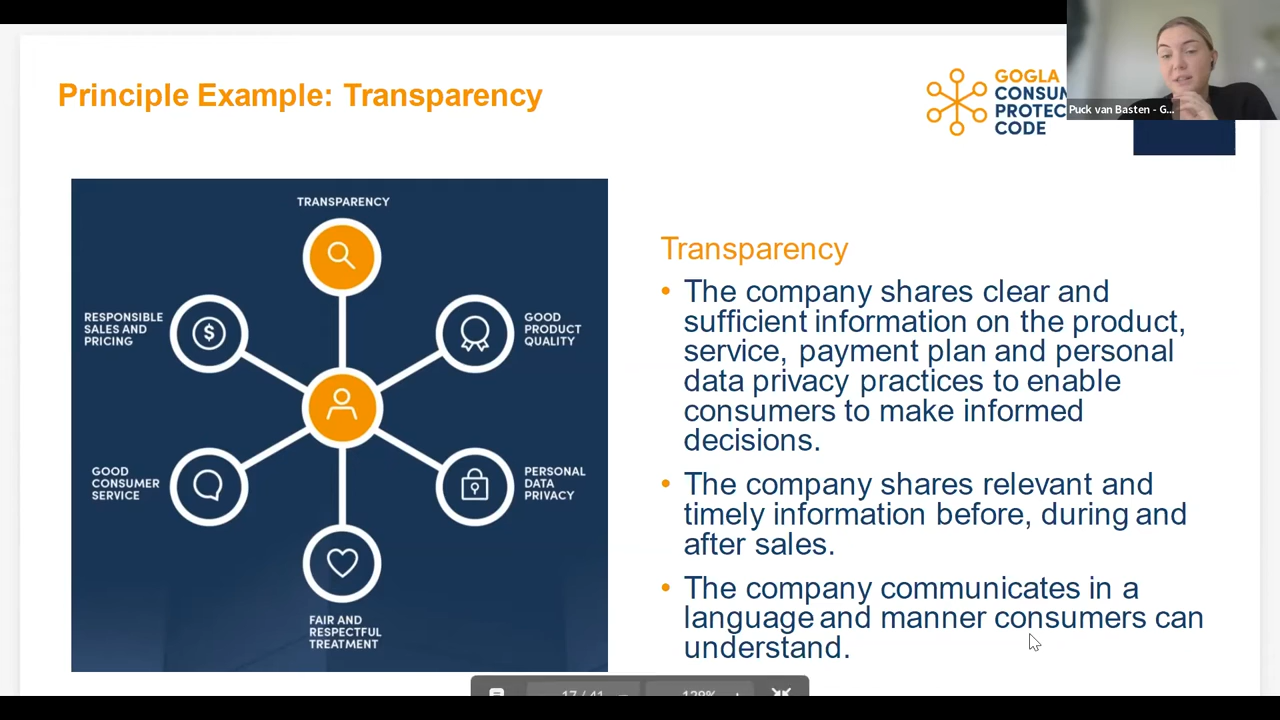 Principle Example: Transparency
GOGLA
CONSUM
PROTEC
CODE
Puck van Basten - G...
TRANSPARENCY
RESPONSIBLE
SALES AND
PRICING
GOOD
PRODUCT
QUALITY
GOOD
CONSUMER
SERVICE
PERSONAL
DATA
PRIVACY
FAIR AND
RESPECTFUL
TREATMENT
Transparency
• The company shares clear and
sufficient information on the product,
service, payment plan and personal
data privacy practices to enable
consumers to make informed
decisions.
• The company shares relevant and
timely information before, during and
after sales.
• The company communicates in a
language and manner consumers can
understand.
17 / 41